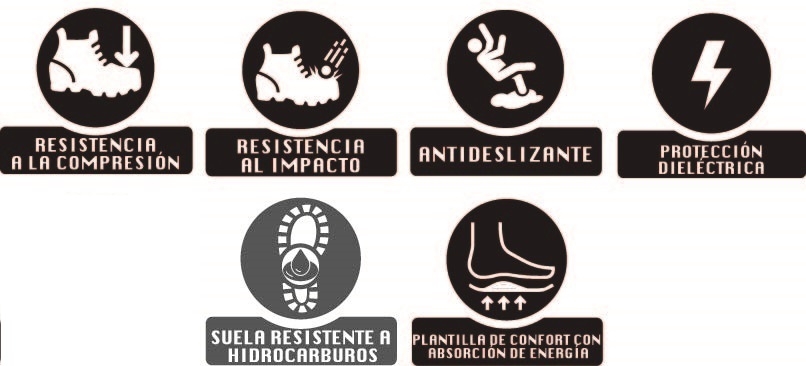 RESISTENCIA
A LA COMPRESIÓN
RESISTENCIA
AL IMPACTO
ANTIDESLIZANTE
PROTECCIÓN
DIELÉCTRICA
SUELA RESISTENTE A
HIDROCARBUROS
PLANTILLA DE CONFORT CON
ABSORCIÓN DE ENERGÍA